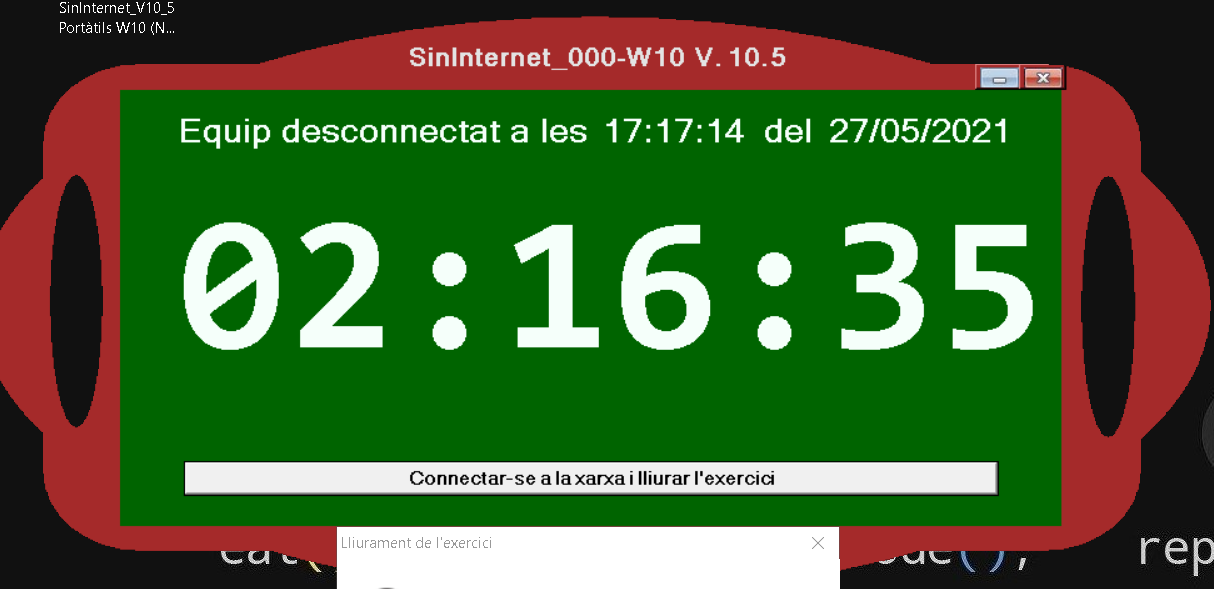 SinInternet_V10_5
Portàtils W10 (N...
SinInternet_000-W10 V. 10.5
Equip desconnectat a les 17:17:14 del 27/05/2021
02:16:35
Connectar-se a la xarxa i lliurar l'exercici
Lliurament de l'exercici
eat( ode(); rep